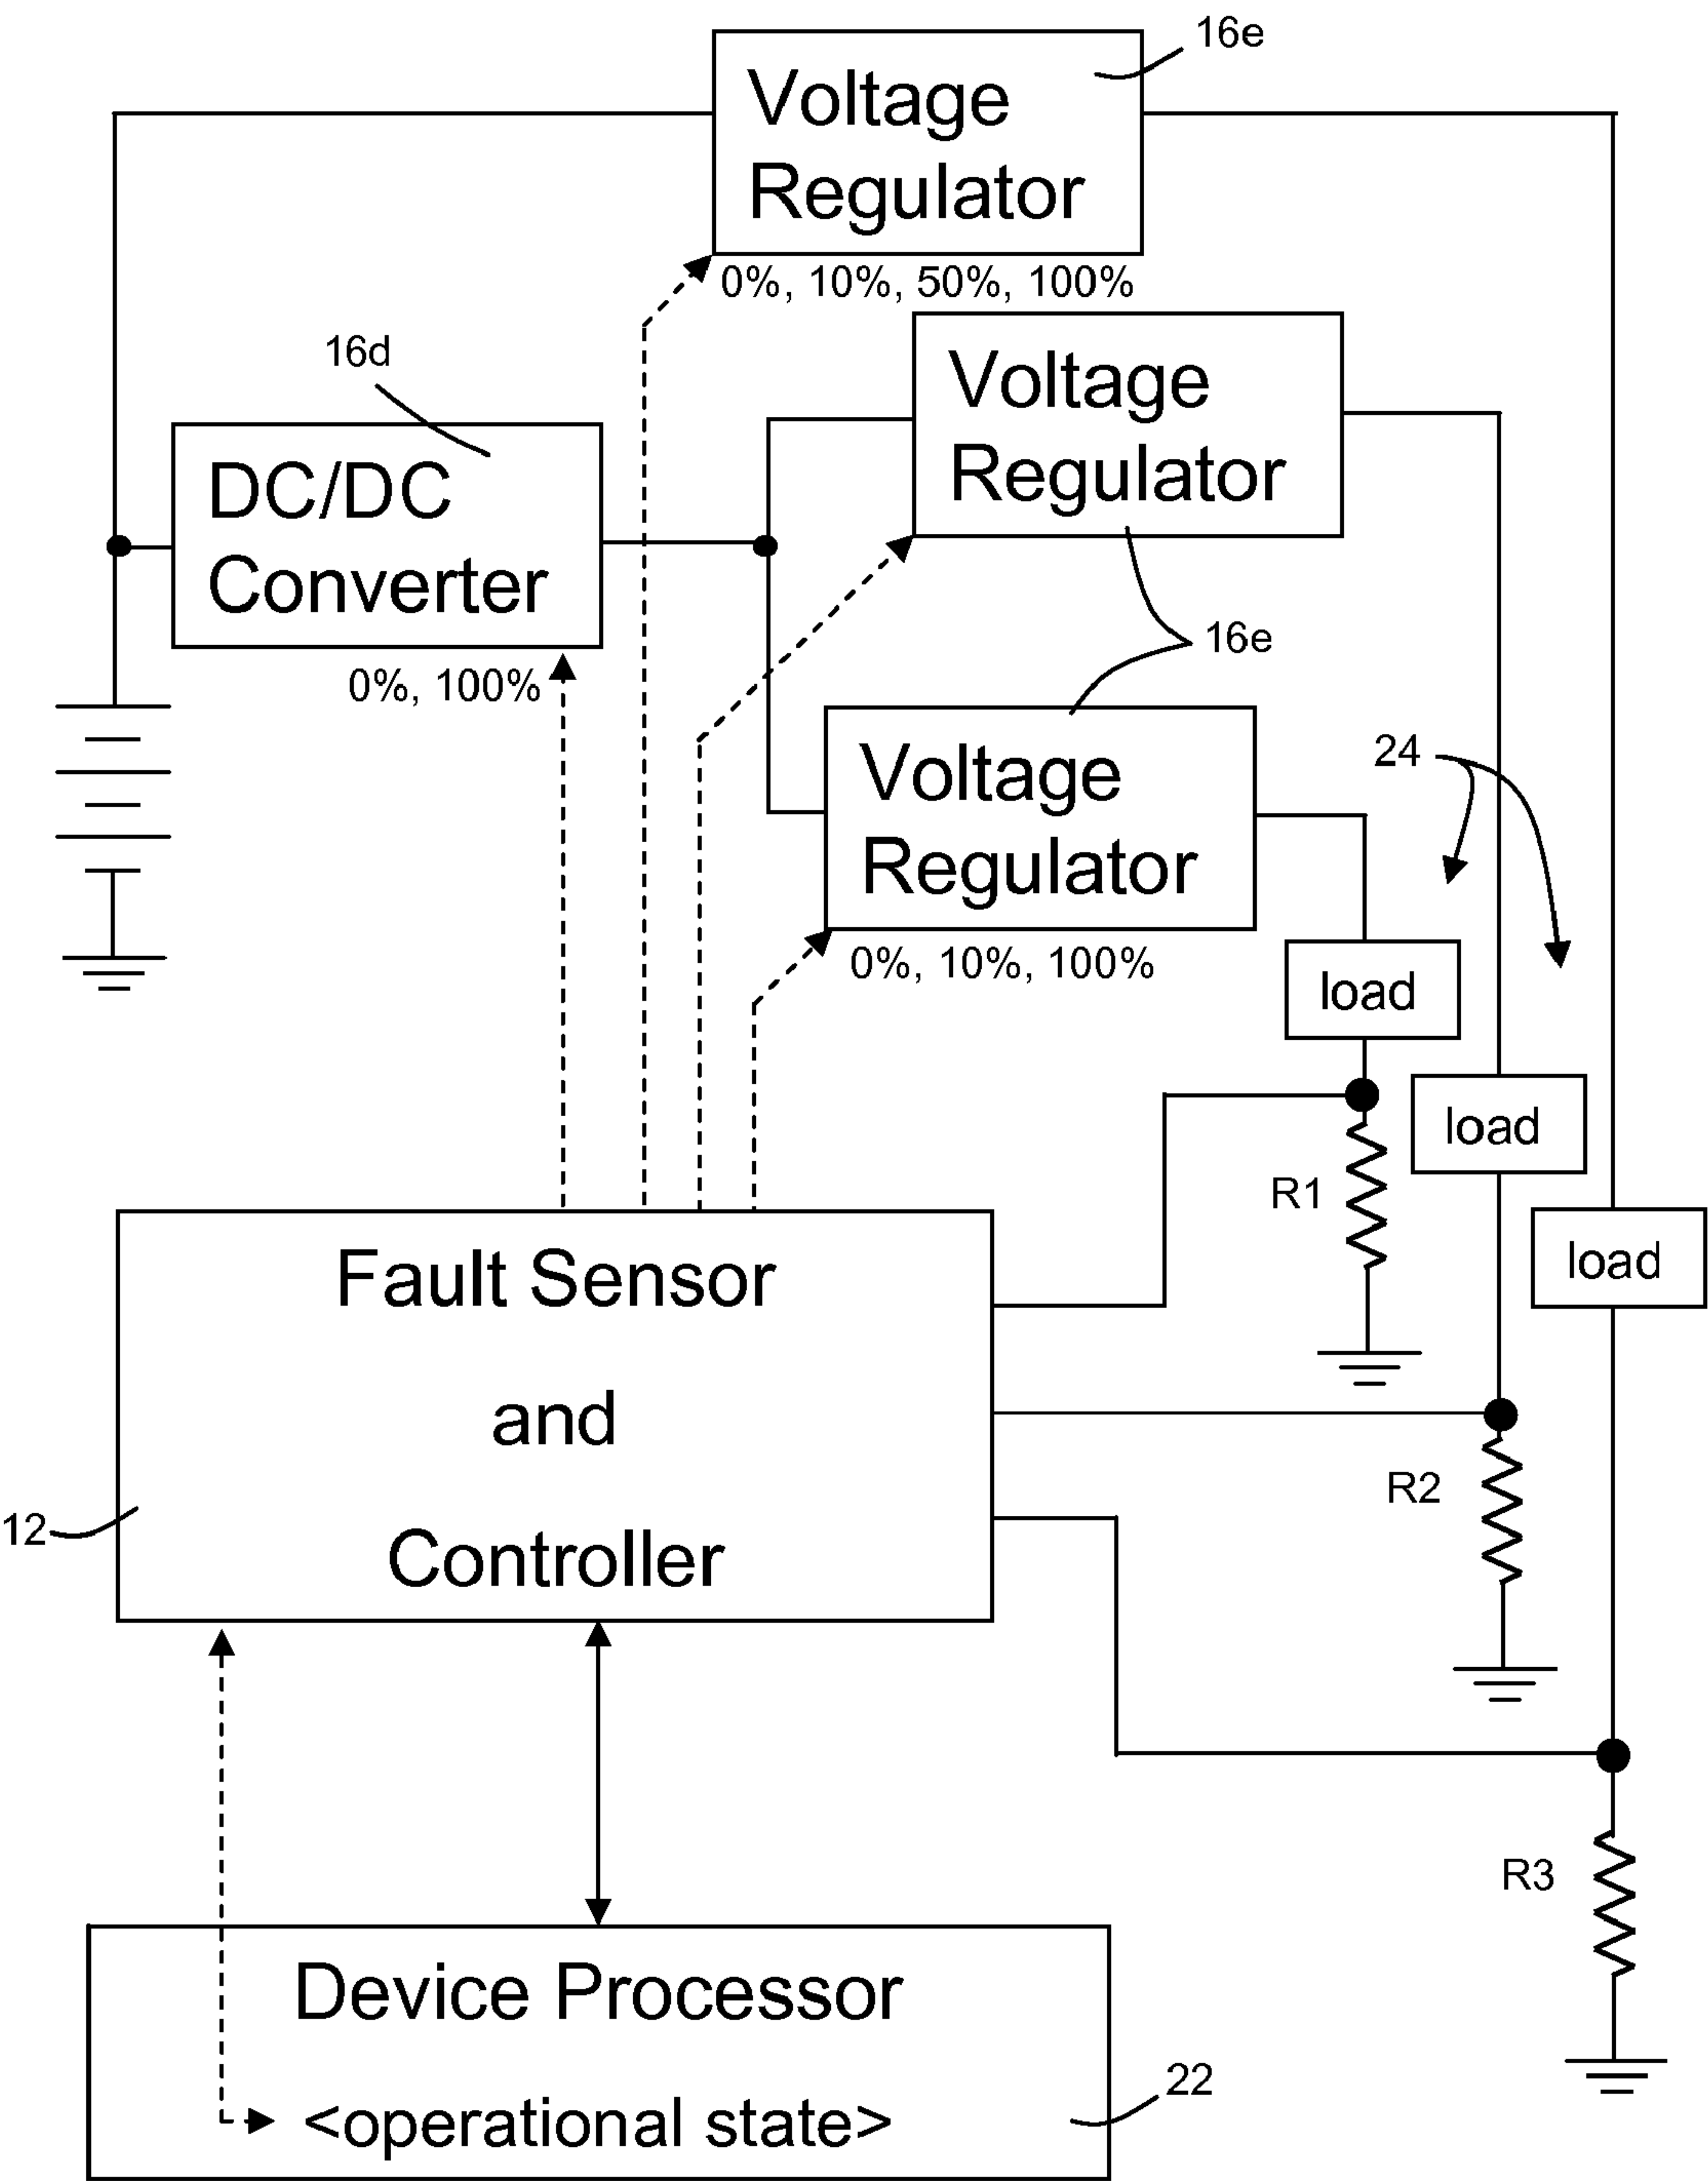 16e
Voltage
Regulator
0%, 10%, 50%, 100%
16d
DC/DC
Converter
0%, 100%
Voltage
Regulator
16e
Voltage
Regulator
0%, 10%, 100%
24
load
load
load
R1
R2
R3
Fault Sensor
and
Controller
12
Device Processor
<operational state>
22